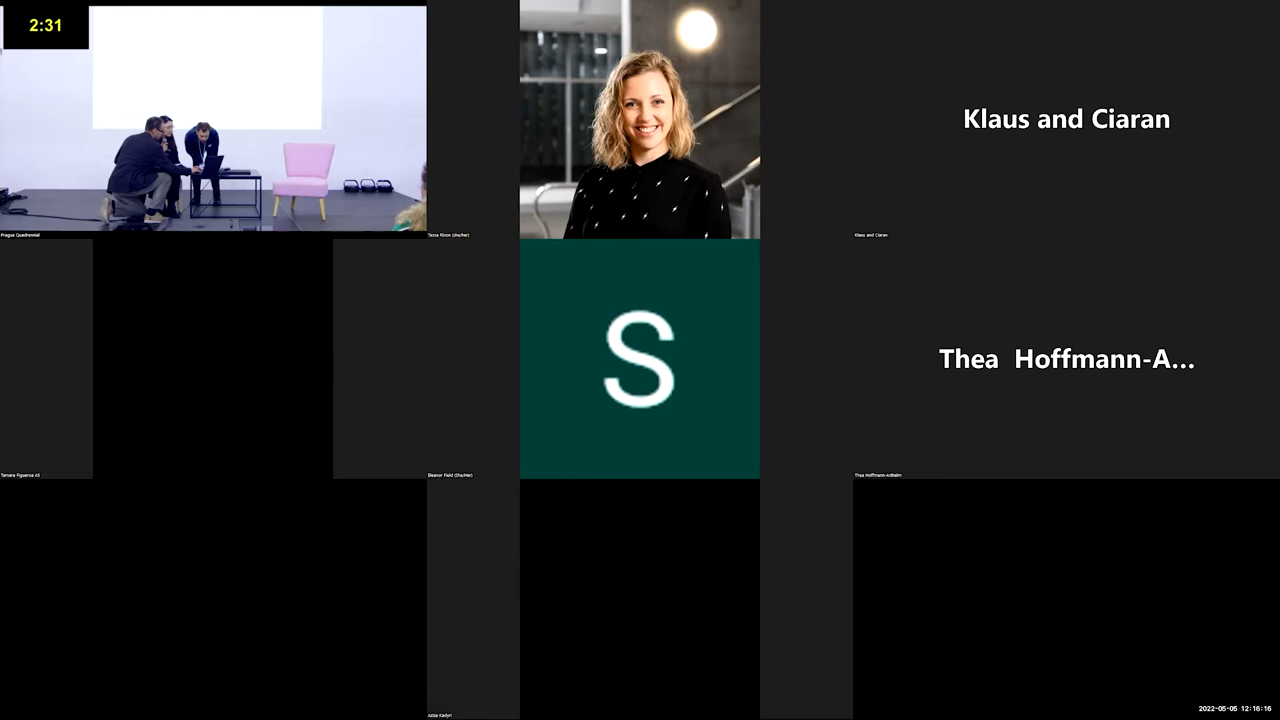 2:31
Prague Quadrennial
Tessa Rixon (she/her)
Klaus and Ciaran
Klaus and Ciaran
S
Thea Hoffmann-A...
Tamara Figueroa AS
Eleanor Field (She/Her)
Thea Hoffmann-Axthelm
Aziza Kadyri
2022-05-05 12:16:16